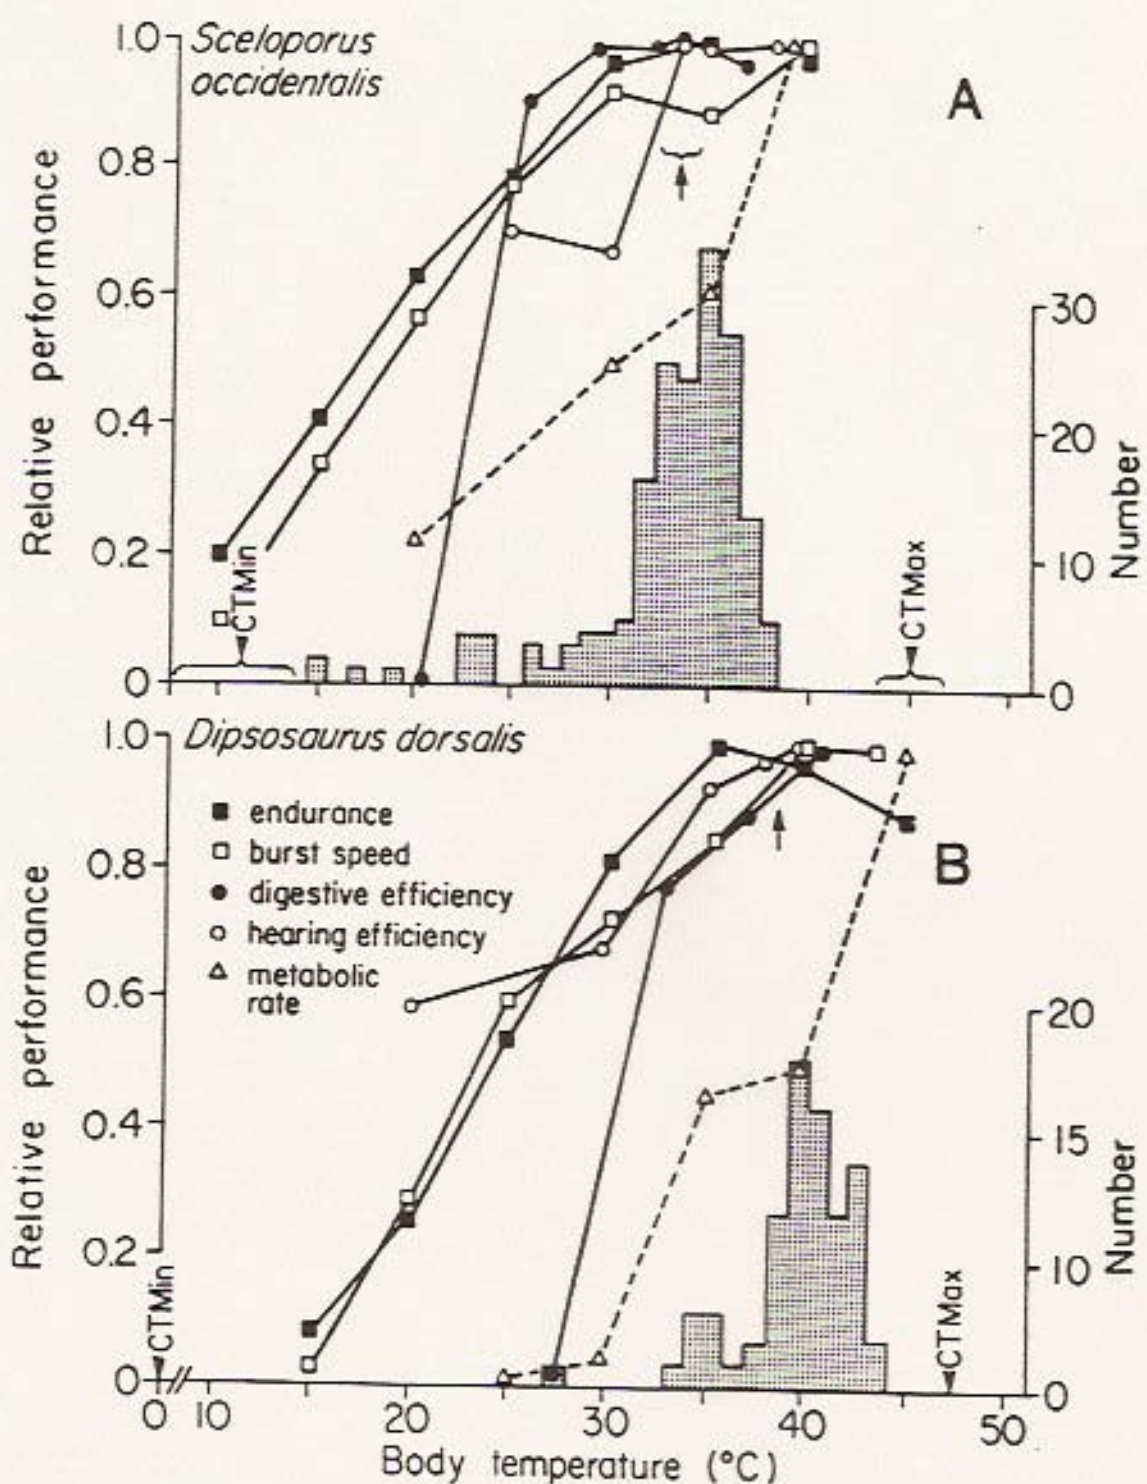 Sceloporus
occidentalis
A
Relative performance
1.0
0.8
0.6
0.4
0.2
0
CTMin
CTMax
30
20
10
0
Number
Dipsosaurus dorsalis
B
endurance
burst speed
digestive efficiency
hearing efficiency
metabolic
rate
Relative performance
1.0
0.8
0.6
0.4
0.2
0
CTMin
CTMax
20
15
10
0
Number
0 10 20 30 40 50
Body temperature (°C)